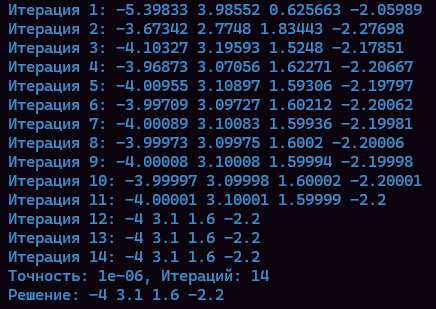 Итерация 1: -5.39833 3.98552 0.625663 -2.05989
Итерация 2: -3.67342 2.7748 1.83443 -2.27698
Итерация 3: -4.10327 3.19593 1.5248 -2.17851
Итерация 4: -3.96873 3.07056 1.62271 -2.20667
Итерация 5: -4.00955 3.10897 1.59306 -2.19797
Итерация 6: -3.99709 3.09727 1.60212 -2.20062
Итерация 7: -4.00089 3.10083 1.59936 -2.19981
Итерация 8: -3.99973 3.09975 1.6002 -2.20006
Итерация 9: -4.00008 3.10008 1.59994 -2.19998
Итерация 10: -3.99997 3.09998 1.60002 -2.20001
Итерация 11: -4.00001 3.10001 1.59999 -2.2
Итерация 12: -4 3.1 1.6 -2.2
Итерация 13: -4 3.1 1.6 -2.2
Итерация 14: -4 3.1 1.6 -2.2
Точность: 1e-06, Итераций: 14
Решение: -4 3.1 1.6 -2.2